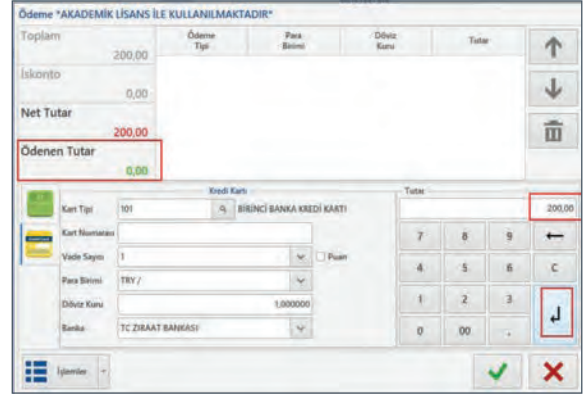 Ödeme *AKADEMİK LİSANS İLE KULLANILMAKTADIR*
Toplam
200,00
İskonto
0,00
Net Tutar
200,00
Ödenen Tutar
0,00
Ödeme Tipi
Para Birimi
Döviz Kuru
Tutar
Kredi Kartı
Kart Tipi 101 BİRİNCİ BANKA KREDİ KARTI
Kart Numarası
Vade Sayısı 1 Puan
Para Birimi TRY /
Döviz Kuru 1,000000
Banka TC ZİRAAT BANKASI
Tutar
200,00
7 8 9
4 5 6 C
1 2 3
0 00 .
İşlemler